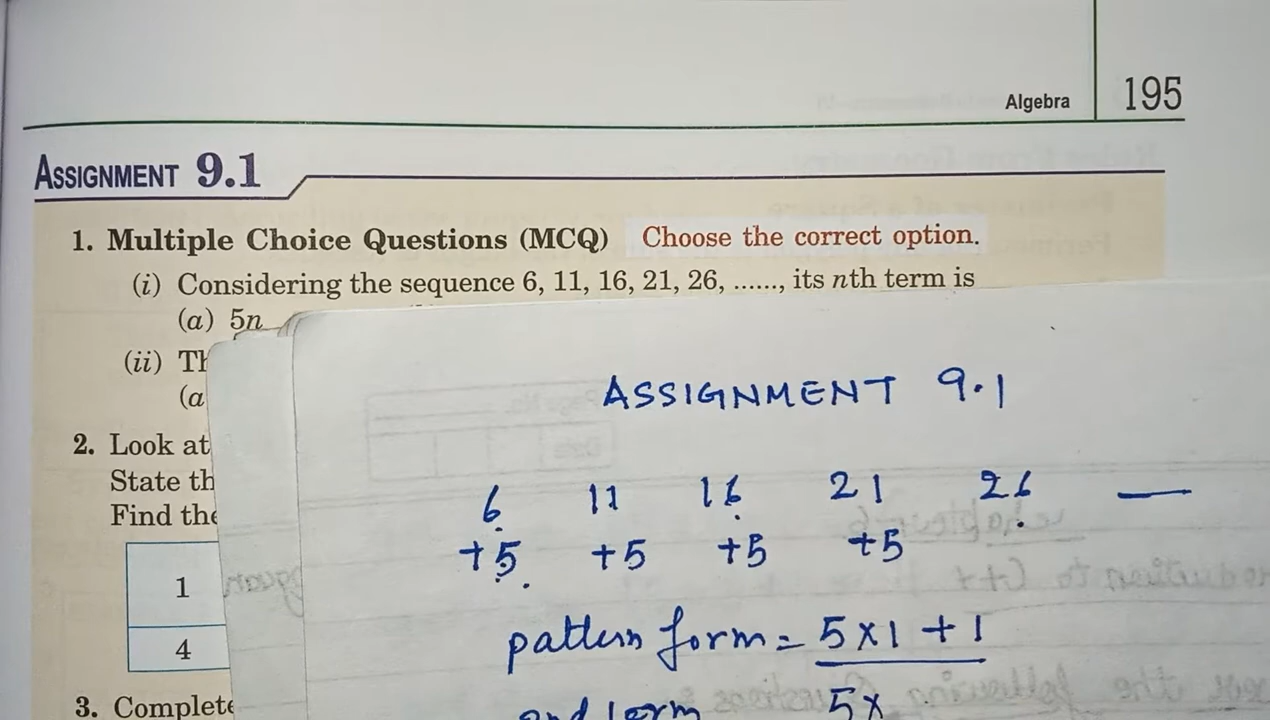 Algebra 195
ASSIGNMENT 9.1
1. Multiple Choice Questions (MCQ) Choose the correct option.
(i) Considering the sequence 6, 11, 16, 21, 26, ......, its nth term is
(a) 5n
(ii)
(a
2. Look at
State th
Find the
1
4
3. Complete
ASSIGNMENT 9.1
6 11 16 21 26 —
+5 +5 +5 +5
pattern form = 5×1 + 1
2nd term 5×